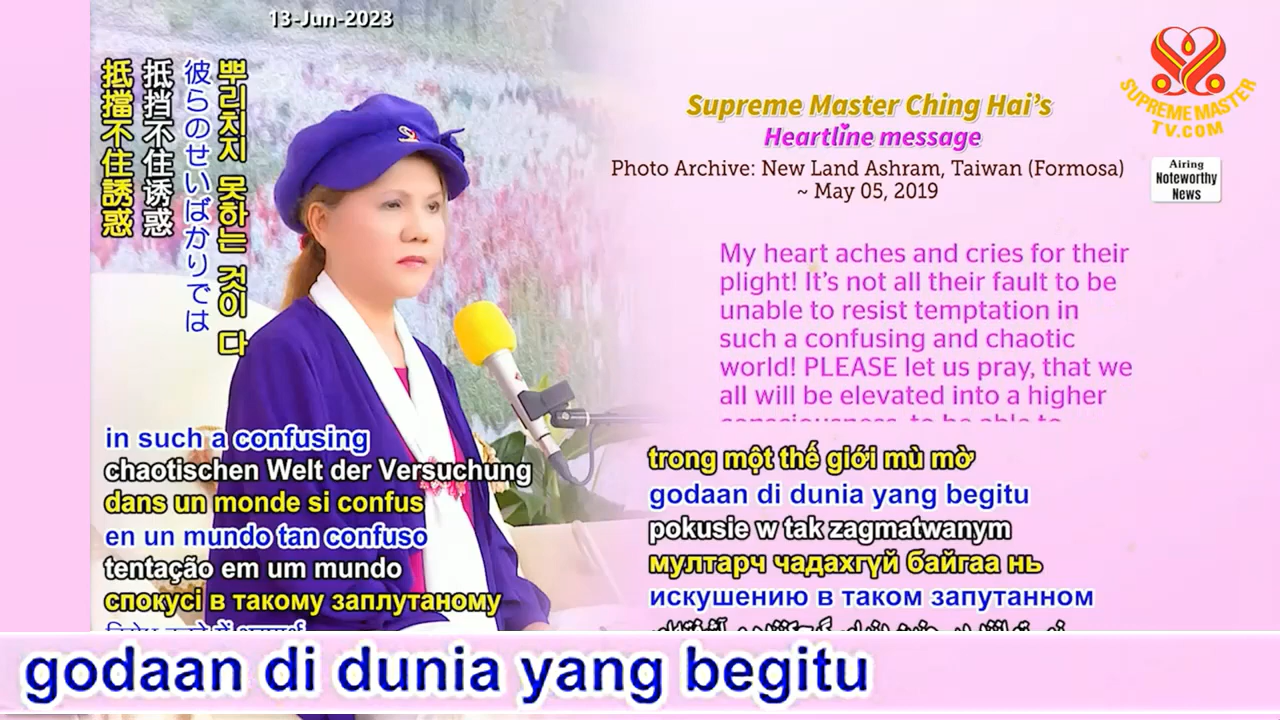 13-Jun-2023
뿌리치지 못하는 것이 다
彼らのせいばかりでは
抵挡不住诱惑
抵擋不住誘惑
SUPREME MASTER
TV.COM
Supreme Master Ching Hai's
Heartline message
Photo Archive: New Land Ashram, Taiwan (Formosa)
~ May 05, 2019
Airing
Noteworthy
News
My heart aches and cries for their
plight! It's not all their fault to be
unable to resist temptation in
such a confusing and chaotic
world! PLEASE let us pray, that we
all will be elevated into a higher
in such a confusing
chaotischen Welt der Versuchung
dans un monde si confus
en un mundo tan confuso
tentação em um mundo
спокусі в такому заплутаному
trong một thế giới mù mờ
godaan di dunia yang begitu
pokusie w tak zagmatwanym
мултарч чадахгүй байгаа нь
искушению в таком запутанном
godaan di dunia yang begitu